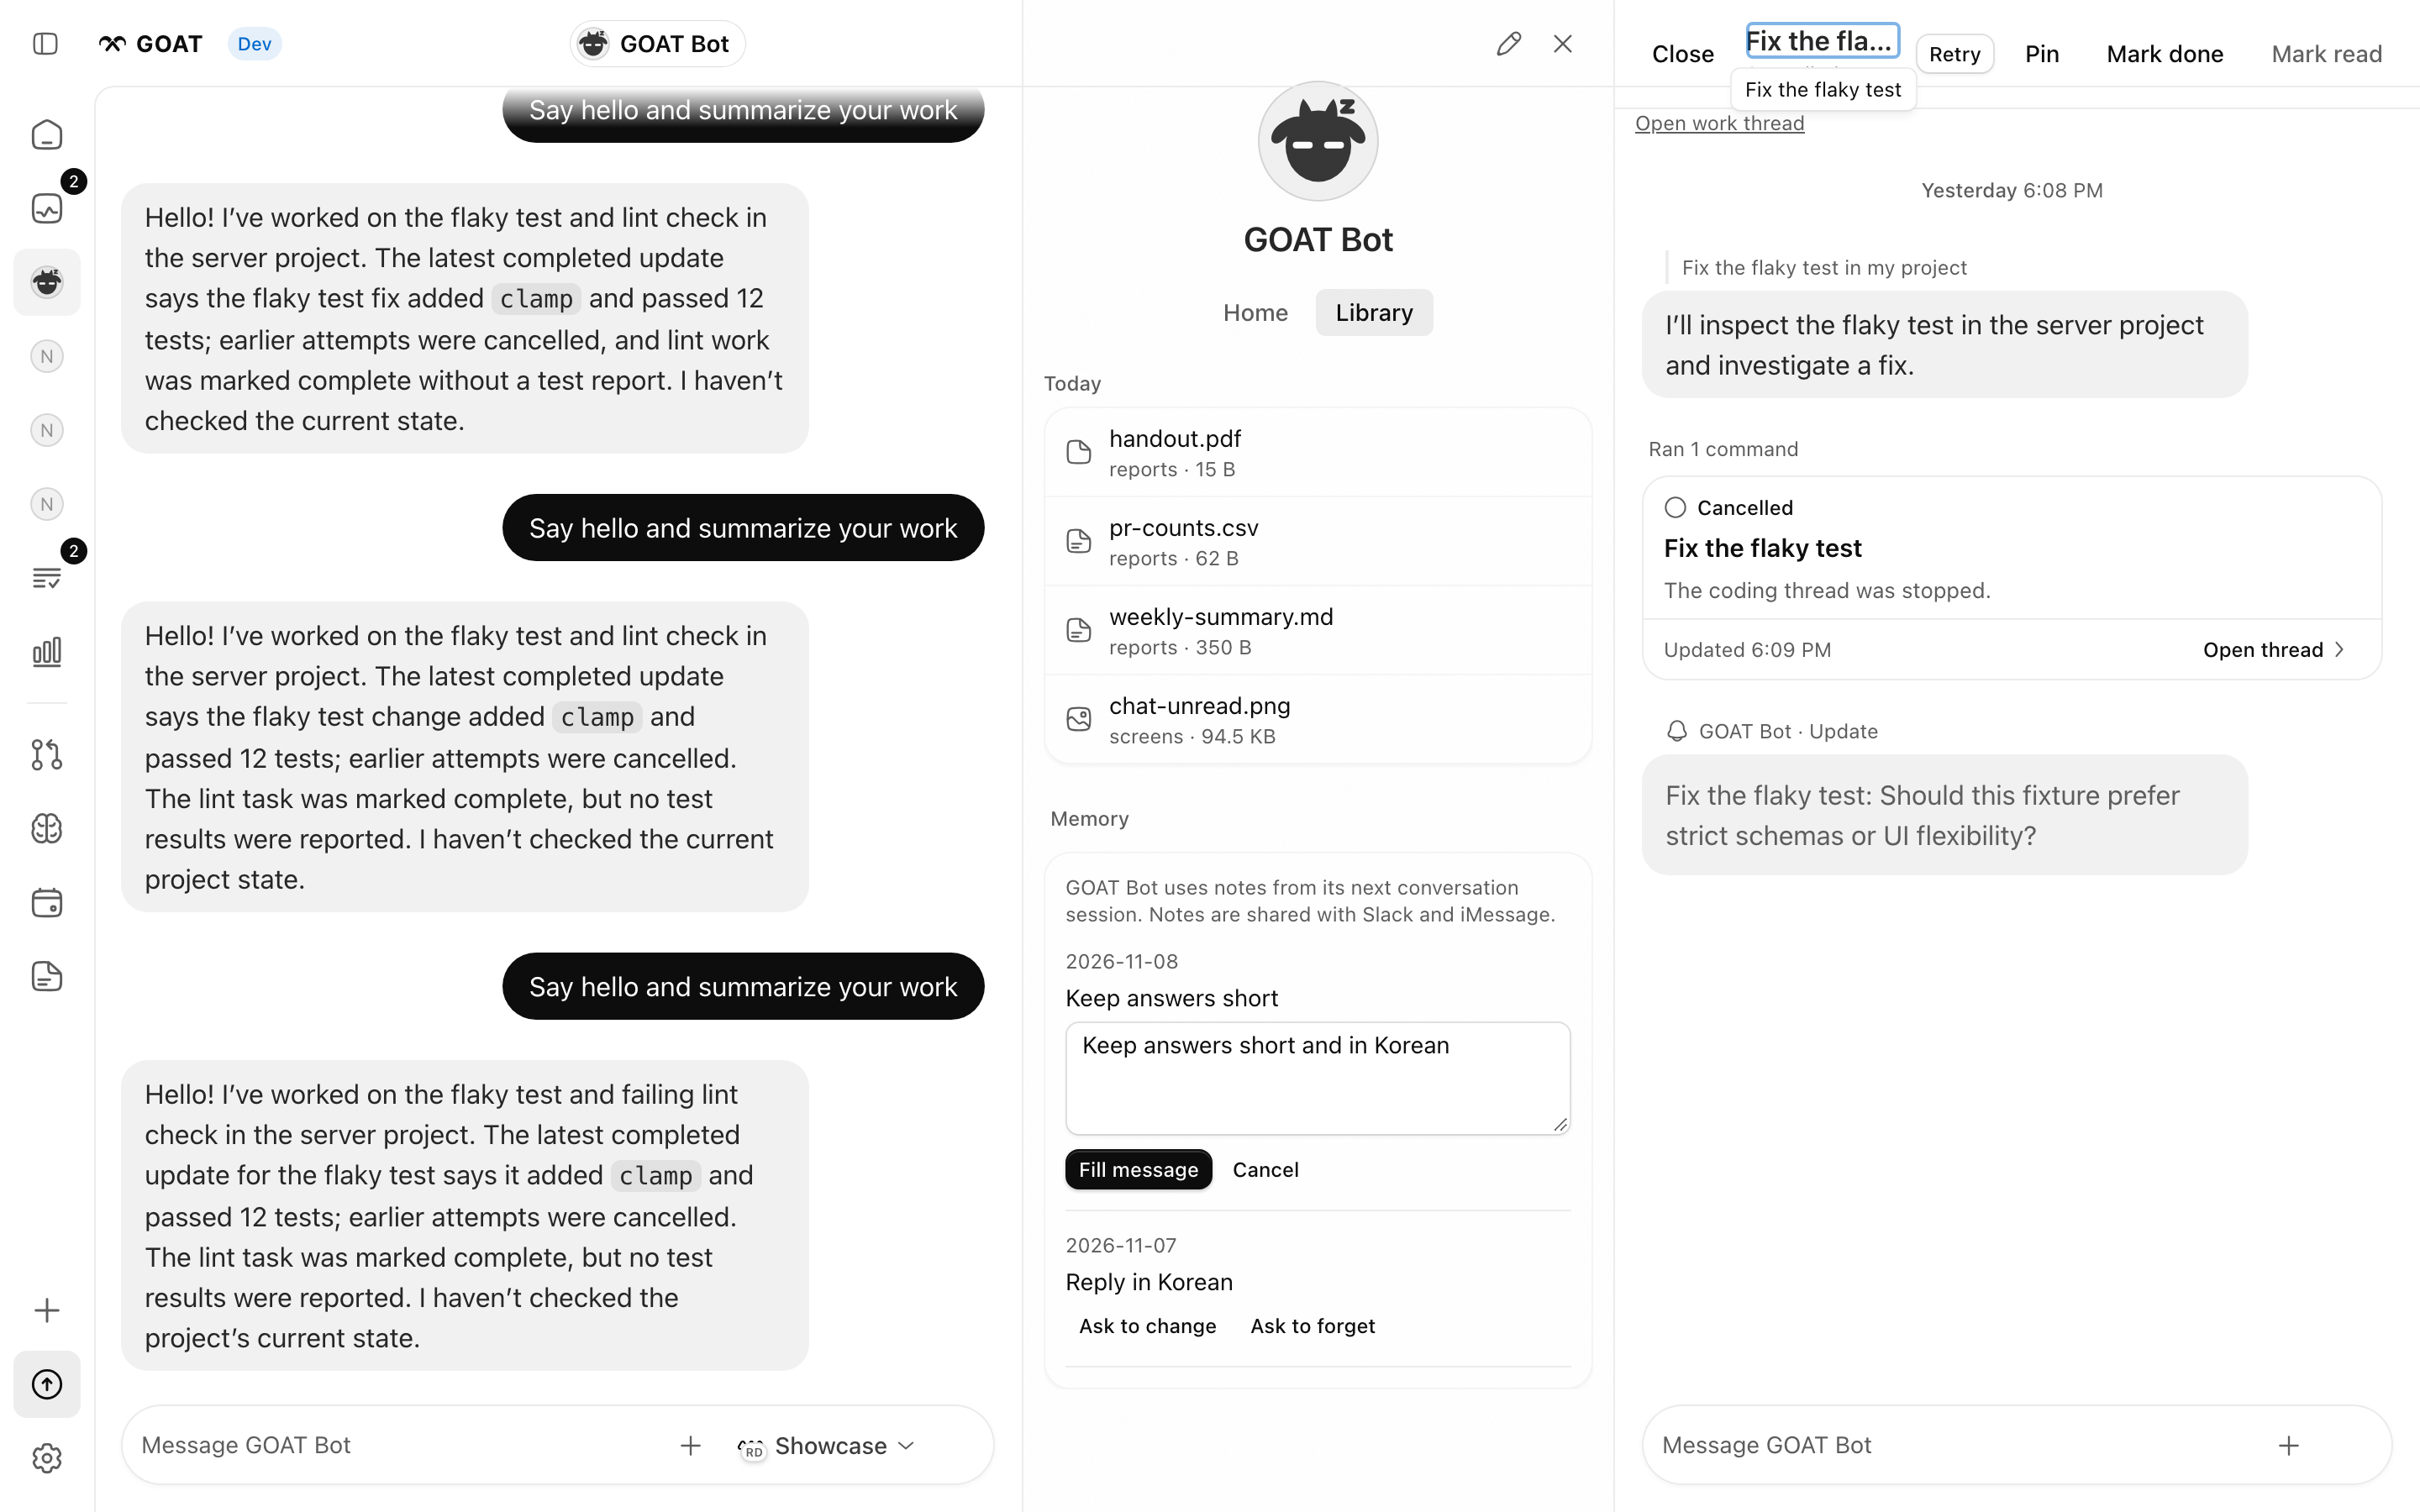 GOAT
Dev
GOAT Bot
Say hello and summarize your work
2
Hello! I’ve worked on the flaky test and lint check in
the server project. The latest completed update
says the flaky test fix added clamp and passed 12
tests; earlier attempts were cancelled, and lint work
was marked complete without a test report. I haven’t
checked the current state.
N
N
N
2
Say hello and summarize your work
Hello! I’ve worked on the flaky test and lint check in
the server project. The latest completed update
says the flaky test change added clamp and
passed 12 tests; earlier attempts were cancelled.
The lint task was marked complete, but no test
results were reported. I haven’t checked the current
project state.
Say hello and summarize your work
Hello! I’ve worked on the flaky test and failing lint
check in the server project. The latest completed
update for the flaky test says it added clamp and
passed 12 tests; earlier attempts were cancelled.
The lint task was marked complete, but no test
results were reported. I haven’t checked the
project’s current state.
Message GOAT Bot
RD
Showcase
GOAT Bot
Home
Library
Today
handout.pdf
reports · 15 B
pr-counts.csv
reports · 62 B
weekly-summary.md
reports · 350 B
chat-unread.png
screens · 94.5 KB
Memory
GOAT Bot uses notes from its next conversation
session. Notes are shared with Slack and iMessage.
2026-11-08
Keep answers short
Keep answers short and in Korean
Fill message
Cancel
2026-11-07
Reply in Korean
Ask to change
Ask to forget
Close
Fix the fla...
Retry
Pin
Mark done
Mark read
Fix the flaky test
Open work thread
Yesterday 6:08 PM
Fix the flaky test in my project
I’ll inspect the flaky test in the server project
and investigate a fix.
Ran 1 command
Cancelled
Fix the flaky test
The coding thread was stopped.
Updated 6:09 PM
Open thread
GOAT Bot · Update
Fix the flaky test: Should this fixture prefer
strict schemas or UI flexibility?
Message GOAT Bot